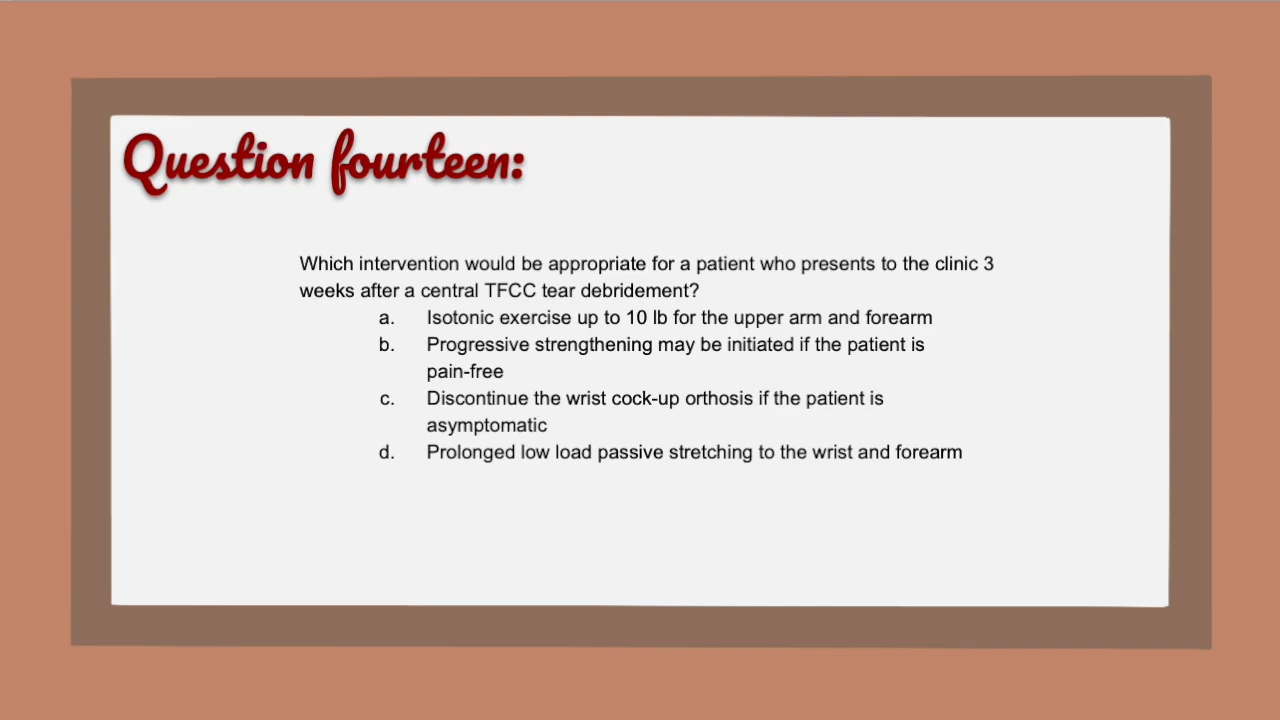 Question fourteen:
Which intervention would be appropriate for a patient who presents to the clinic 3
weeks after a central TFCC tear debridement?
a. Isotonic exercise up to 10 lb for the upper arm and forearm
b. Progressive strengthening may be initiated if the patient is
pain-free
c. Discontinue the wrist cock-up orthosis if the patient is
asymptomatic
d. Prolonged low load passive stretching to the wrist and forearm